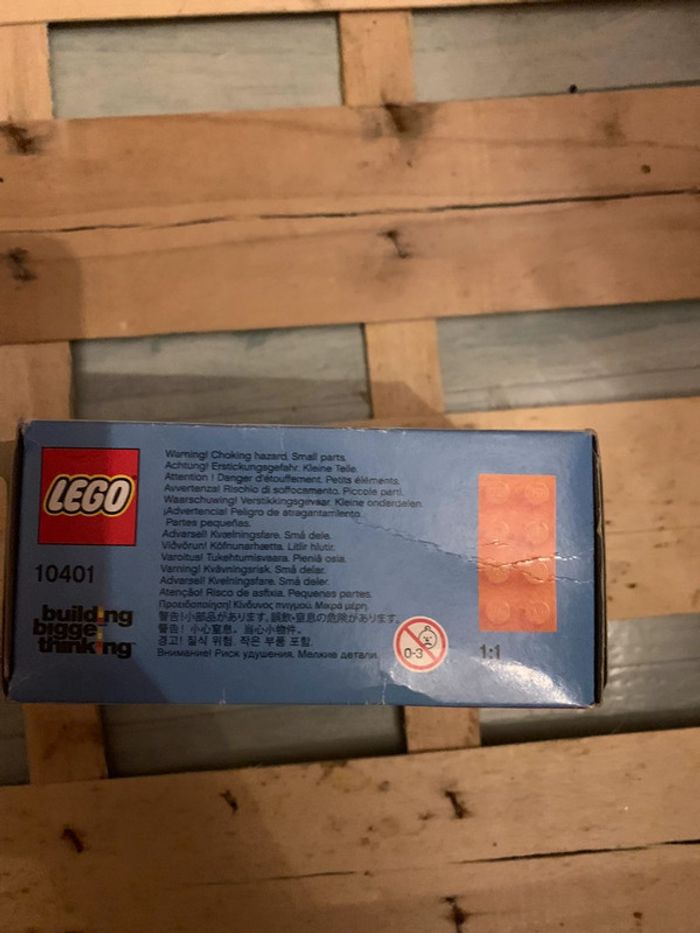 LEGO
10401
building
bigger
thinking
Warning! Choking hazard. Small parts.
Achtung! Erstickungsgefahr. Kleine Teile.
Attention ! Danger d'étouffement. Petits éléments.
Avvertenza! Rischio di soffocamento. Piccole parti.
Waarschuwing! Verstikkingsgevaar. Kleine onderdelen.
¡Advertencia! Peligro de atragantamiento.
Partes pequeñas.
Advarsel! Kvælningsfare. Små dele.
Viðvörun! Köfnunarhætta. Litlir hlutir.
Varoitus! Tukehtumisvaara. Pieniä osia.
Varning! Kvävningsrisk. Små delar.
Advarsel! Kvelningsfare. Små deler.
Atenção! Risco de asfixia. Pequenas partes.
Προειδοποίηση! Κίνδυνος πνιγμού. Μικρά μέρη.
警告!小部品があります。誤飲・窒息の危険があります。
警告! 小心窒息。当心小物件。
경고! 질식 위험. 작은 부품 포함.
Внимание! Риск удушения. Мелкие детали.
0-3
1:1